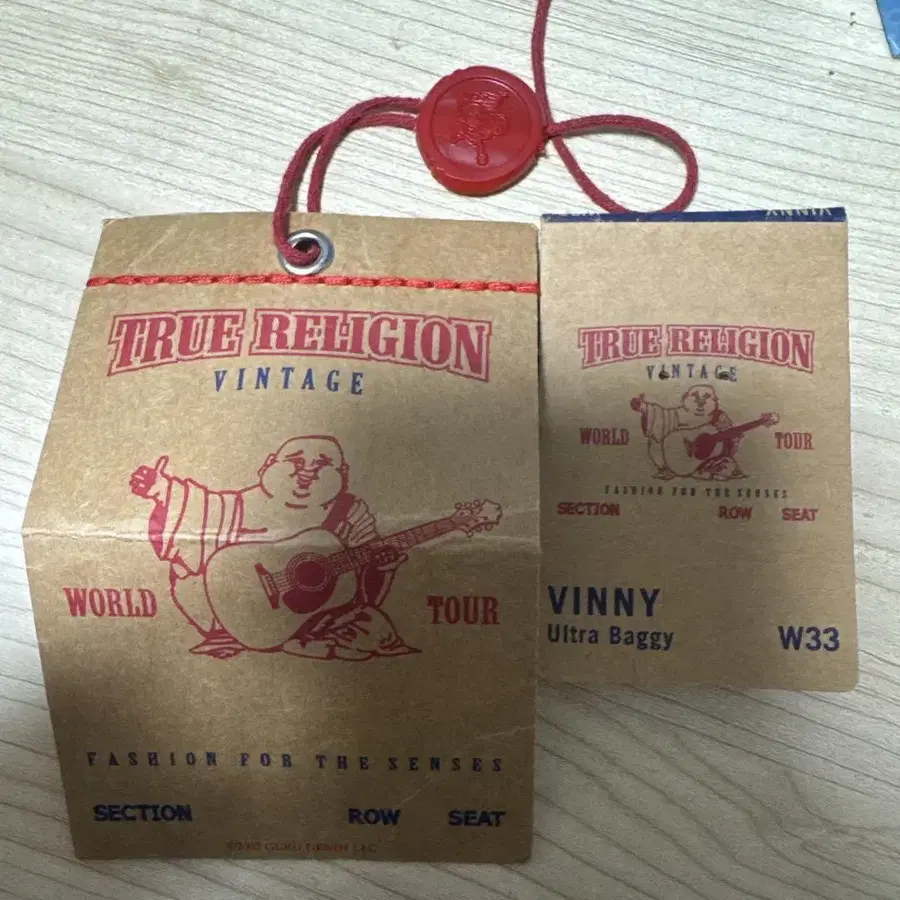 TRUE RELIGION
VINTAGE
WORLD TOUR
FASHION FOR THE SENSES
SECTION ROW SEAT
VINNY
TRUE RELIGION
VINTAGE
WORLD TOUR
FASHION FOR THE SENSES
SECTION ROW SEAT
VINNY
Ultra Baggy W33